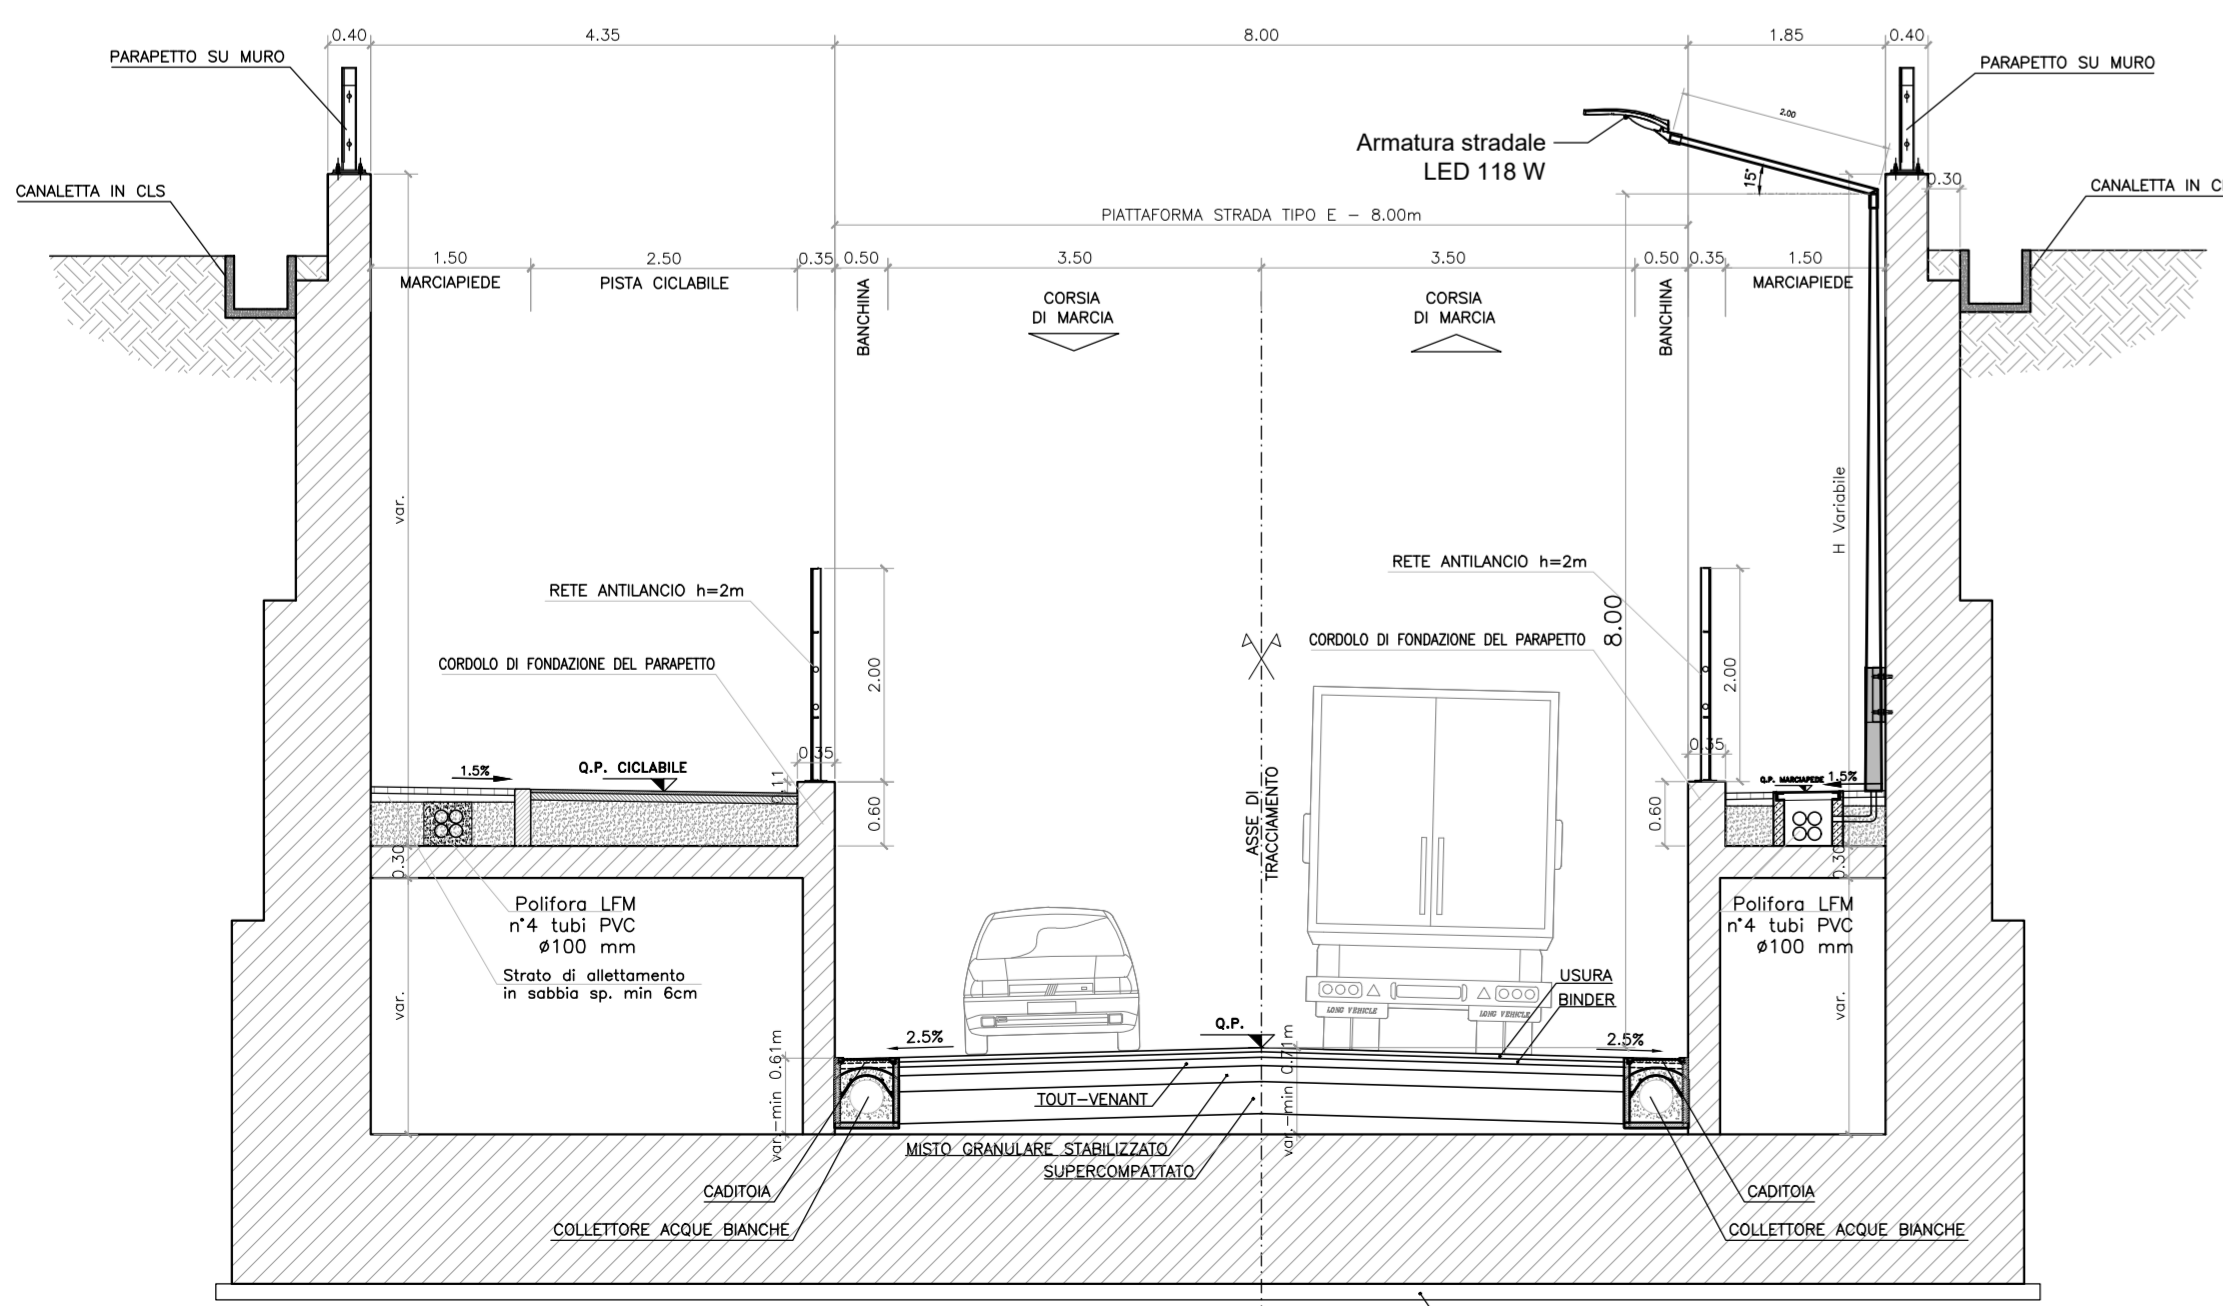 0.40 4.35 8.00 1.85 0.40
PARAPETTO SU MURO
PARAPETTO SU MURO
2.00
Armatura stradale
LED 118 W
15°
0.30
CANALETTA IN CLS
CANALETTA IN C
PIATTAFORMA STRADA TIPO E - 8.00m
1.50 2.50 0.35 0.50 3.50 3.50 0.50 0.35 1.50
MARCIAPIEDE
PISTA CICLABILE
BANCHINA
CORSIA
DI MARCIA
CORSIA
DI MARCIA
BANCHINA
MARCIAPIEDE
var.
H Variabile
RETE ANTILANCIO h=2m
RETE ANTILANCIO h=2m
8.00
CORDOLO DI FONDAZIONE DEL PARAPETTO
CORDOLO DI FONDAZIONE DEL PARAPETTO
2.00
2.00
0.35
0.35
1.5%
Q.P. CICLABILE
0.11
0.60
ASSE DI
TRACCIAMENTO
0.60
Q.P. MARCIAPIEDE
1.5%
0.30
0.30
Polifora LFM
n°4 tubi PVC
ø100 mm
Polifora LFM
n°4 tubi PVC
ø100 mm
Strato di allettamento
in sabbia sp. min 6cm
var.
var.
USURA
BINDER
LONG VEHICLE
LONG VEHICLE
Q.P.
2.5%
2.5%
var.-min 0.61m
var.-min 0.71m
TOUT-VENANT
MISTO GRANULARE STABILIZZATO
SUPERCOMPATTATO
CADITOIA
CADITOIA
COLLETTORE ACQUE BIANCHE
COLLETTORE ACQUE BIANCHE